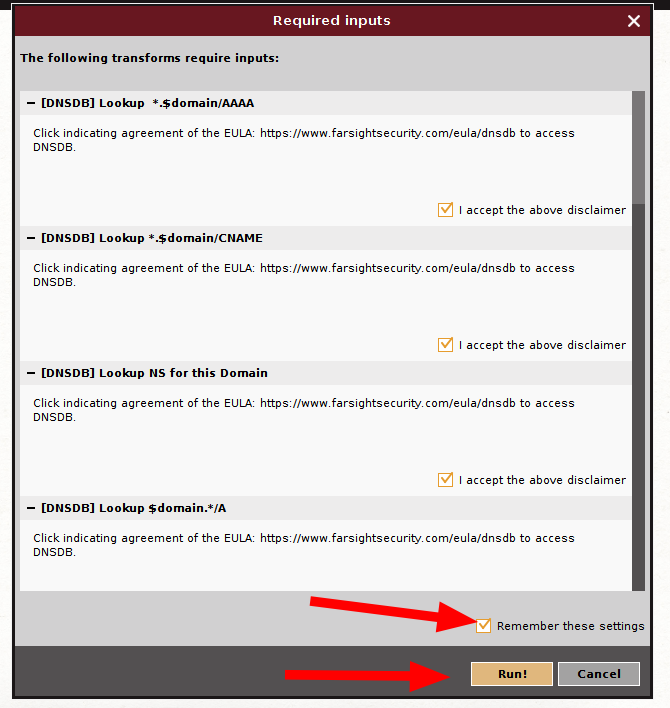 Required inputs
The following transforms require inputs:
− [DNSDB] Lookup  *.$domain/AAAA
Click indicating agreement of the EULA: https://www.farsightsecurity.com/eula/dnsdb to access
DNSDB.
I accept the above disclaimer
− [DNSDB] Lookup *.$domain/CNAME
Click indicating agreement of the EULA: https://www.farsightsecurity.com/eula/dnsdb to access
DNSDB.
I accept the above disclaimer
− [DNSDB] Lookup NS for this Domain
Click indicating agreement of the EULA: https://www.farsightsecurity.com/eula/dnsdb to access
DNSDB.
I accept the above disclaimer
− [DNSDB] Lookup $domain.*/A
Click indicating agreement of the EULA: https://www.farsightsecurity.com/eula/dnsdb to access
DNSDB.
Remember these settings
Run! Cancel